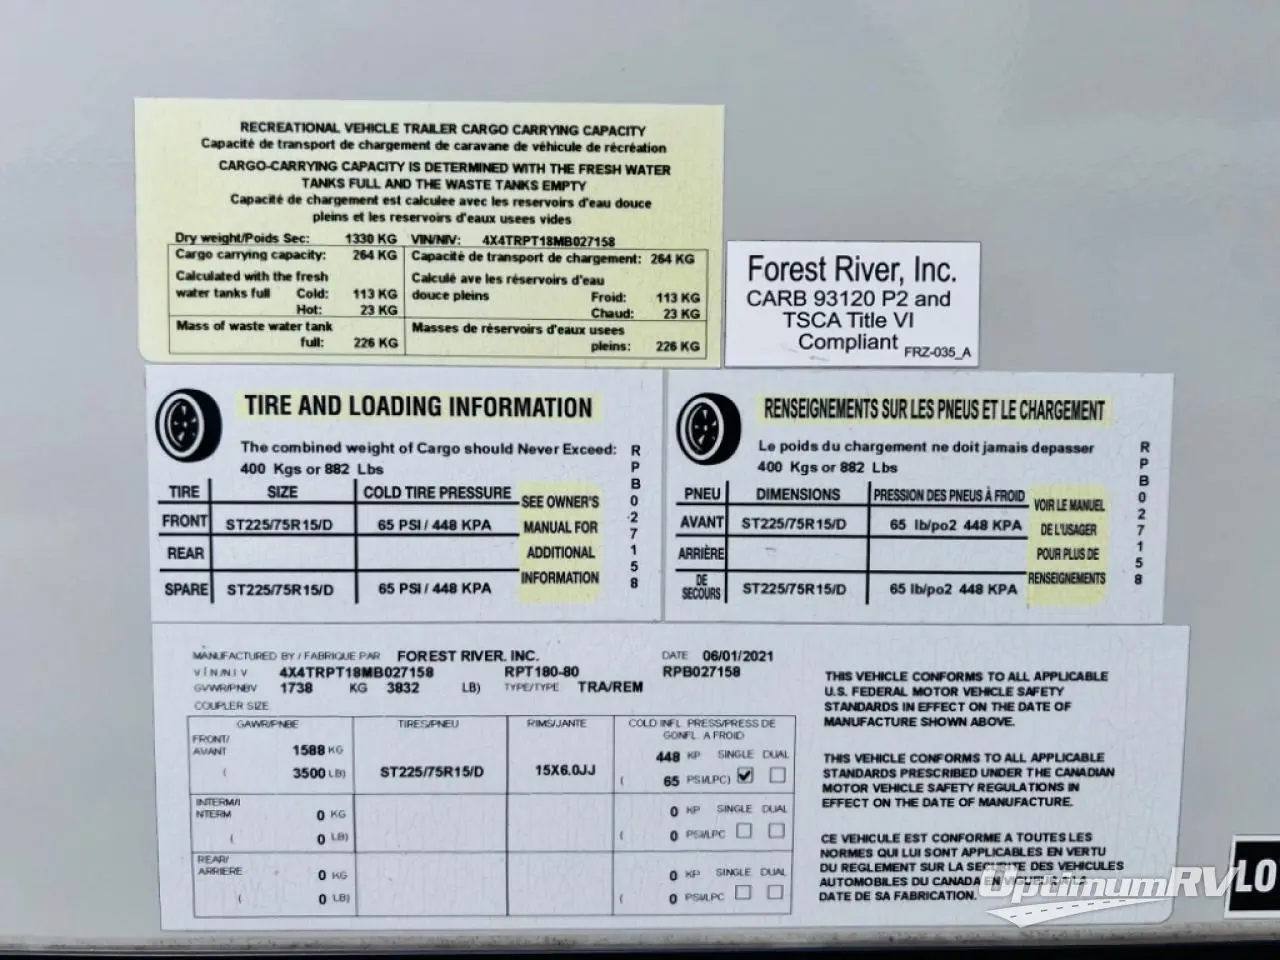 RECREATIONAL VEHICLE TRAILER CARGO CARRYING CAPACITY
Capacité de transport de chargement de caravane de véhicule de récréation
CARGO-CARRYING CAPACITY IS DETERMINED WITH THE FRESH WATER
TANKS FULL AND THE WASTE TANKS EMPTY
Capacité de chargement est calculee avec les reservoirs d'eau douce
pleins et les reservoirs d'eaux usees vides
Dry weight/Poids Sec: 1330 KG VIN/NIV: 4X4TRPT18MB027158
Cargo carrying capacity: 264 KG Capacité de transport de chargement: 264 KG
Calculated with the fresh Calculé ave les réservoirs d'eau
water tanks full Cold: 113 KG douce pleins Froid: 113 KG
Hot: 23 KG Chaud: 23 KG
Mass of waste water tank Masses de réservoirs d'eaux usees
full: 226 KG pleins: 226 KG
Forest River, Inc.
CARB 93120 P2 and
TSCA Title VI
Compliant FRZ-035_A
TIRE AND LOADING INFORMATION
The combined weight of Cargo should Never Exceed:
400 Kgs or 882 Lbs
TIRE SIZE COLD TIRE PRESSURE
FRONT ST225/75R15/D 65 PSI / 448 KPA
REAR
SPARE ST225/75R15/D 65 PSI / 448 KPA
SEE OWNER'S
MANUAL FOR
ADDITIONAL
INFORMATION
RPB027158
RENSEIGNEMENTS SUR LES PNEUS ET LE CHARGEMENT
Le poids du chargement ne doit jamais depasser
400 Kgs or 882 Lbs
PNEU DIMENSIONS PRESSION DES PNEUS À FROID
AVANT ST225/75R15/D 65 lb/po2 448 KPA
ARRIÈRE
DE SECOURS ST225/75R15/D 65 lb/po2 448 KPA
VOIR LE MANUEL
DE L'USAGER
POUR PLUS DE
RENSEIGNEMENTS
RPB027158
MANUFACTURED BY / FABRIQUE PAR FOREST RIVER, INC. DATE 06/01/2021
V I N /N I V 4X4TRPT18MB027158 RPT180-80 RPB027158
GVWR/PNBV 1738 KG 3832 LB) TYPE/TYPE TRA/REM
COUPLER SIZE
GAWR/PNBE TIRES/PNEU RIMS/JANTE COLD INFL PRESS/PRESS DE
GONFL A FROID
FRONT/
AVANT 1588 KG 448 KP SINGLE DUAL
( 3500 LB) ST225/75R15/D 15X6.0JJ ( 65 PSI/LPC)
INTERM/I
NTERM 0 KG 0 KP SINGLE DUAL
( 0 LB) ( 0 PSI/LPC
REAR/
ARRIERE 0 KG 0 KP SINGLE DUAL
( 0 LB) ( 0 PSI/LPC
THIS VEHICLE CONFORMS TO ALL APPLICABLE
U.S. FEDERAL MOTOR VEHICLE SAFETY
STANDARDS IN EFFECT ON THE DATE OF
MANUFACTURE SHOWN ABOVE.
THIS VEHICLE CONFORMS TO ALL APPLICABLE
STANDARDS PRESCRIBED UNDER THE CANADIAN
MOTOR VEHICLE SAFETY REGULATIONS IN
EFFECT ON THE DATE OF MANUFACTURE.
CE VEHICULE EST CONFORME A TOUTES LES
NORMES QUI LUI SONT APPLICABLES EN VERTU
DU REGLEMENT SUR LA SECURITE DES VEHICULES
AUTOMOBILES DU CANADA EN VIGUEUR A LA
DATE DE SA FABRICATION.
OptimumRV
LO